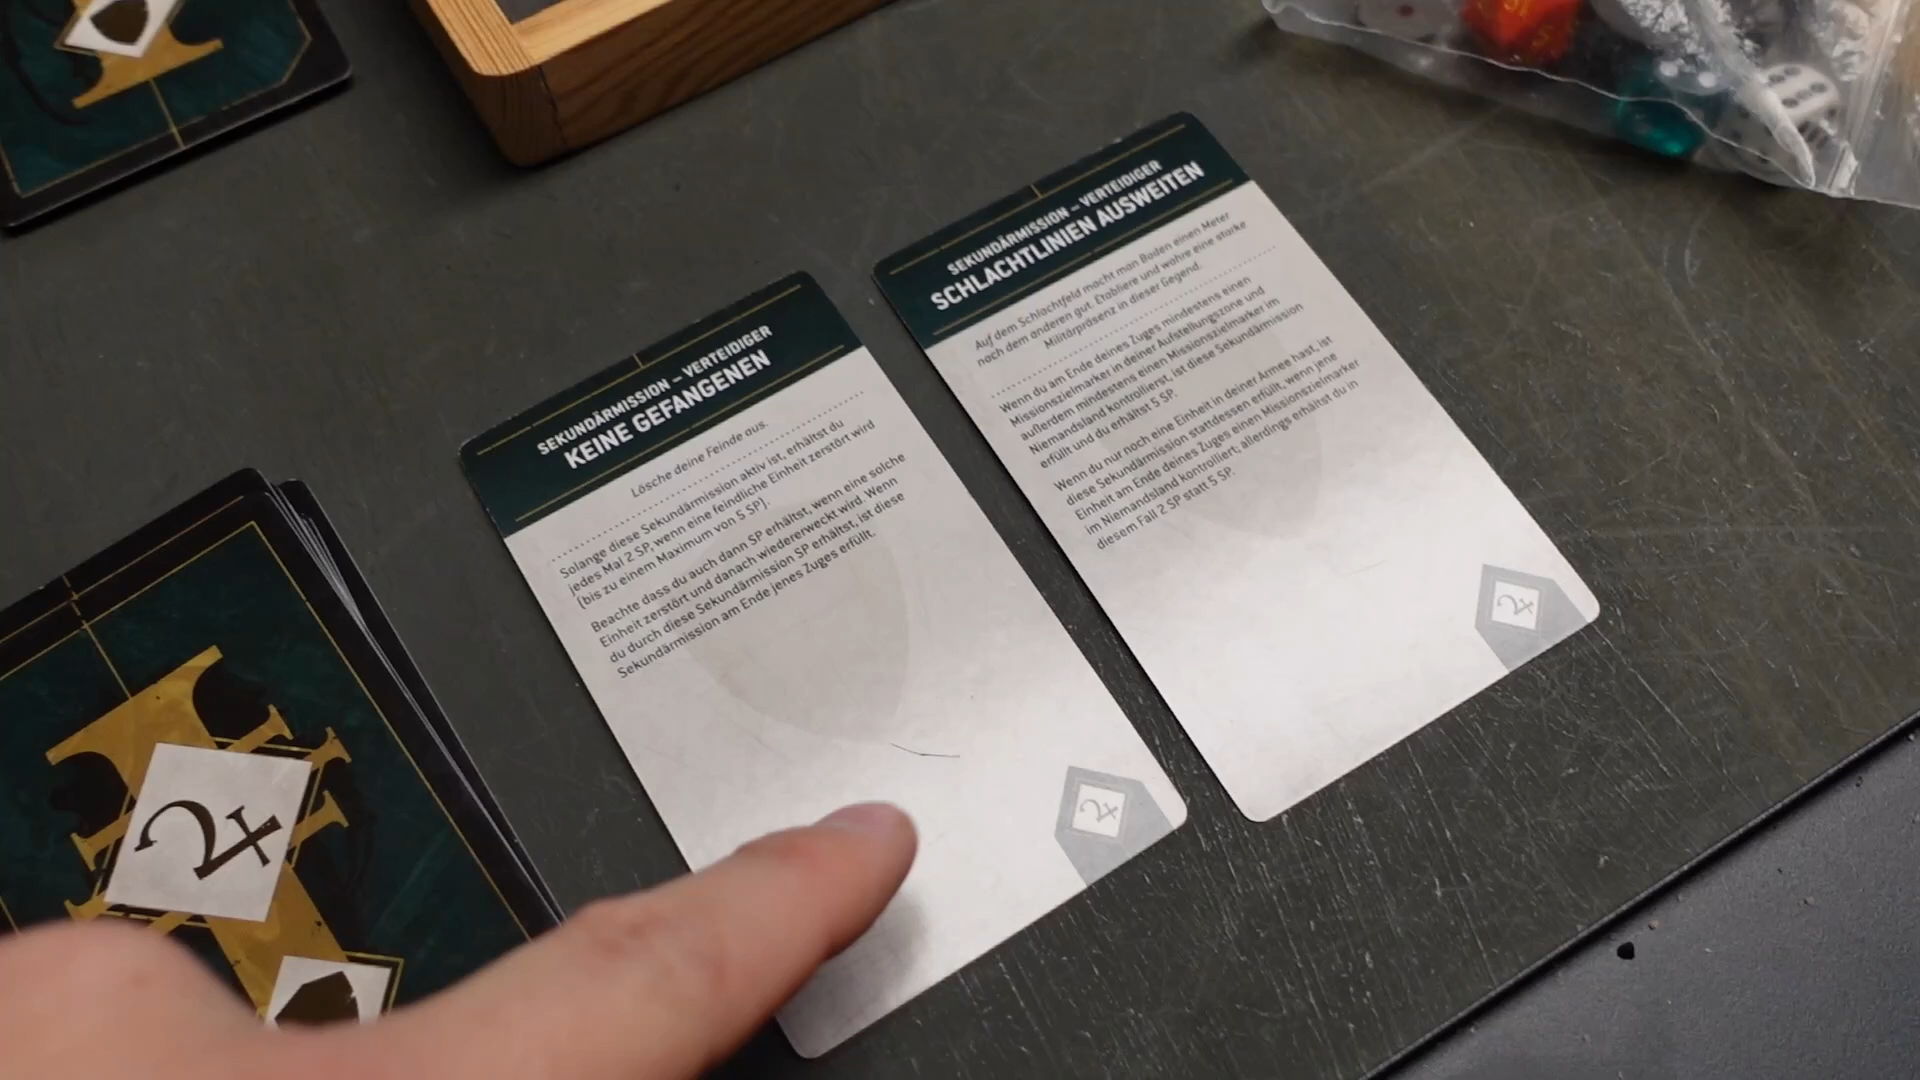 SEKUNDÄRMISSION – VERTEIDIGER
KEINE GEFANGENEN
Lösche deine Feinde aus.
Solange diese Sekundärmission aktiv ist, erhältst du
jedes Mal 2 SP, wenn eine feindliche Einheit zerstört wird
(bis zu einem Maximum von 5 SP).
Beachte dass du auch dann SP erhältst, wenn eine solche
Einheit zerstört und danach wiedererweckt wird. Wenn
du durch diese Sekundärmission SP erhältst, ist diese
Sekundärmission am Ende jenes Zuges erfüllt.
SEKUNDÄRMISSION – VERTEIDIGER
SCHLACHTLINIEN AUSWEITEN
Auf dem Schlachtfeld macht man Boden einen Meter
nach dem anderen gut. Etabliere und wahre eine starke
Militärpräsenz in dieser Gegend.
Wenn du am Ende deines Zuges mindestens einen
Missionszielmarker in deiner Aufstellungszone und
außerdem mindestens einen Missionszielmarker im
Niemandsland kontrollierst, ist diese Sekundärmission
erfüllt und du erhältst 5 SP.
Wenn du nur noch eine Einheit in deiner Armee hast, ist
diese Sekundärmission stattdessen erfüllt, wenn jene
Einheit am Ende deines Zuges einen Missionszielmarker
im Niemandsland kontrolliert; allerdings erhältst du in
diesem Fall 2 SP statt 5 SP.